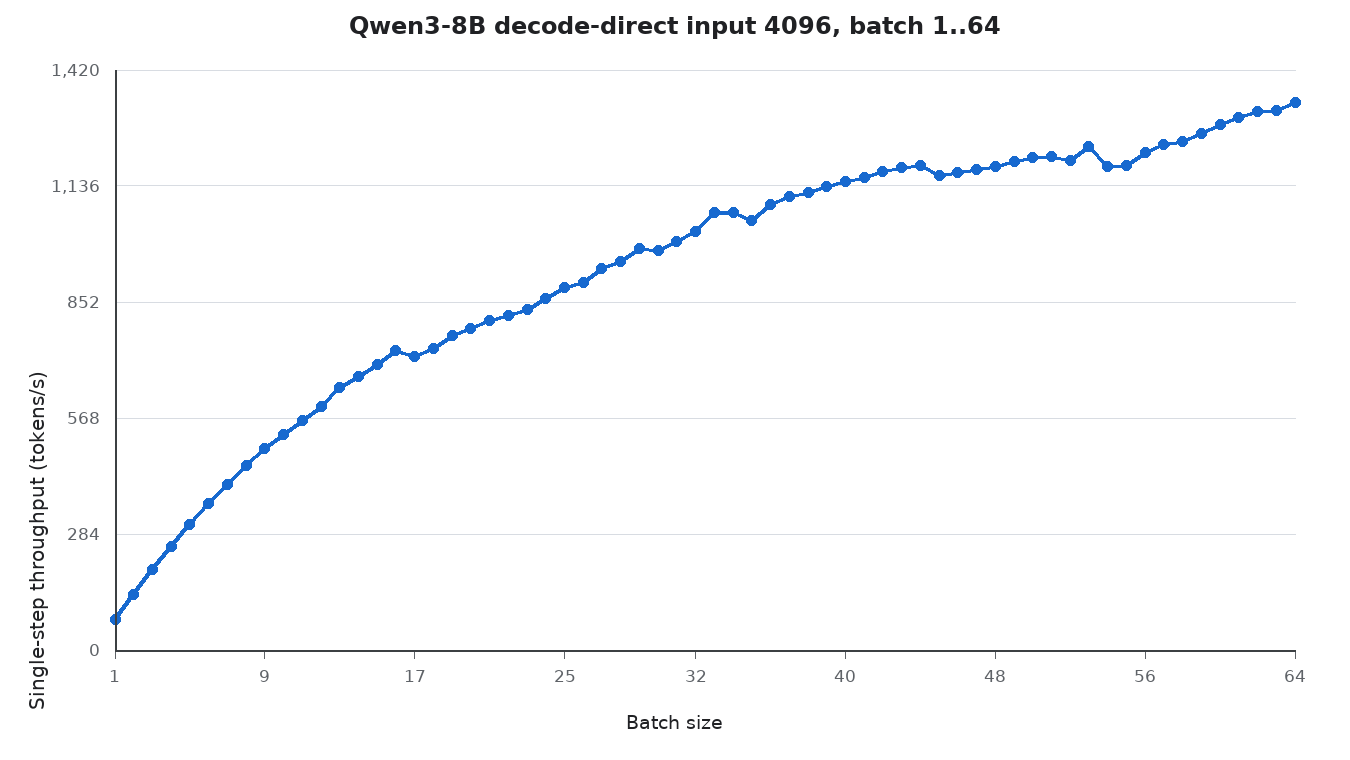 Qwen3-8B decode-direct input 4096, batch 1..64
1,420
1,136
852
568
284
0
Single-step throughput (tokens/s)
1 9 17 25 32 40 48 56 64
Batch size